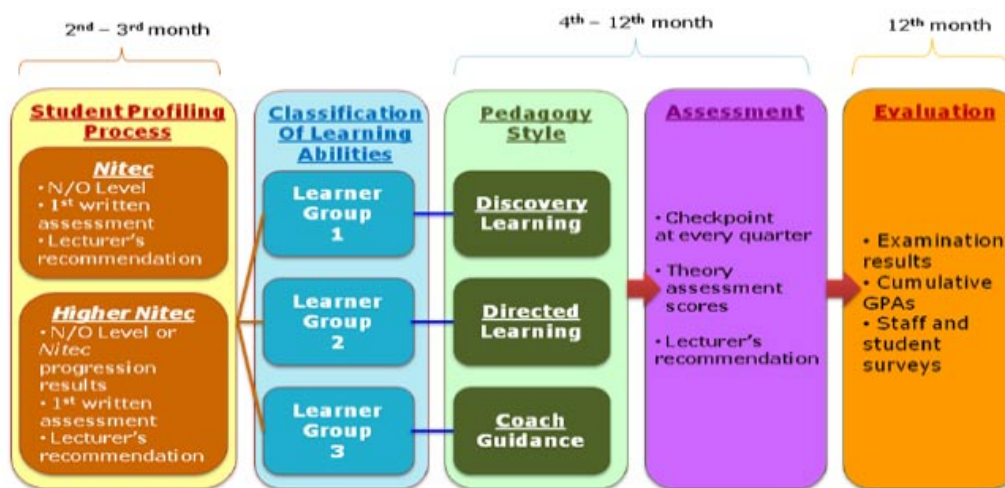 2nd – 3rd month
4th – 12th month
12th month
Student Profiling
Process
Nitec
• N/O Level
• 1st written
assessment
• Lecturer's
recommendation
Higher Nitec
• N/O Level or
Nitec
progression
results
• 1st written
assessment
• Lecturer's
recommendation
Classification
Of Learning
Abilities
Learner
Group
1
Learner
Group
2
Learner
Group
3
Pedagogy
Style
Discovery
Learning
Directed
Learning
Coach
Guidance
Assessment
• Checkpoint
at every quarter
• Theory
assessment
scores
• Lecturer's
recommendation
Evaluation
• Examination
results
• Cumulative
GPAs
• Staff and
student
surveys